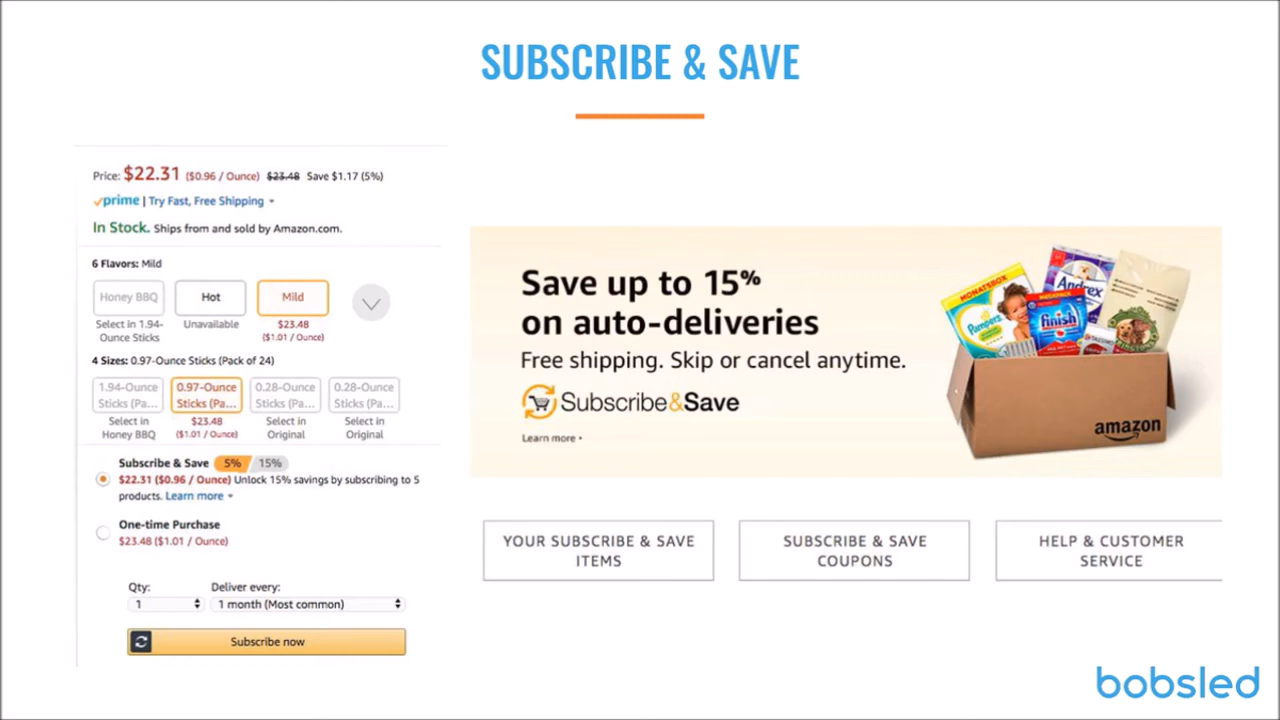 SUBSCRIBE & SAVE
Price: $22.31 ($0.96 / Ounce) $23.48 Save $1.17 (5%)
prime | Try Fast, Free Shipping
In Stock. Ships from and sold by Amazon.com.
6 Flavors: Mild
Honey BBQ Hot Mild
Select in 1.94- Unavailable $23.48
Ounce Sticks ($1.01 / Ounce)
4 Sizes: 0.97-Ounce Sticks (Pack of 24)
1.94-Ounce 0.97-Ounce 0.28-Ounce 0.28-Ounce
Sticks (Pa... Sticks (Pa... Sticks (Pa... Sticks (Pa...
Select in $23.48 Select in Select in
Honey BBQ ($1.01 / Ounce) Original Original
Subscribe & Save 5% 15%
$22.31 ($0.96 / Ounce) Unlock 15% savings by subscribing to 5
products. Learn more
One-time Purchase
$23.48 ($1.01 / Ounce)
Qty: Deliver every:
1 1 month (Most common)
Subscribe now
Save up to 15%
on auto-deliveries
Free shipping. Skip or cancel anytime.
Subscribe&Save
Learn more
MONATSBOX
Pampers
Andrex
MEGAPACK
finish
amazon
YOUR SUBSCRIBE & SAVE
ITEMS
SUBSCRIBE & SAVE
COUPONS
HELP & CUSTOMER
SERVICE
bobsled